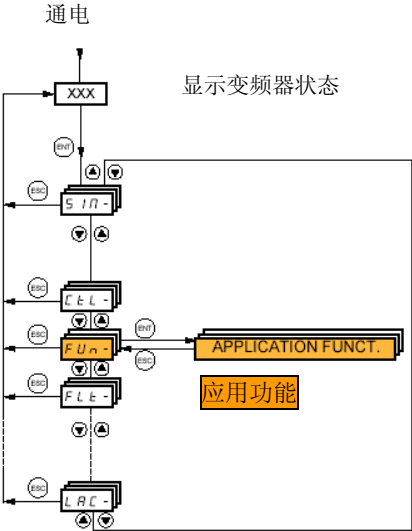 通电
XXX
显示变频器状态
ENT
ESC
SIM-
ESC
CtL-
ESC
FUn-
ENT
ESC
APPLICATION FUNCT.
应用功能
ESC
FLt-
ESC
LAC-